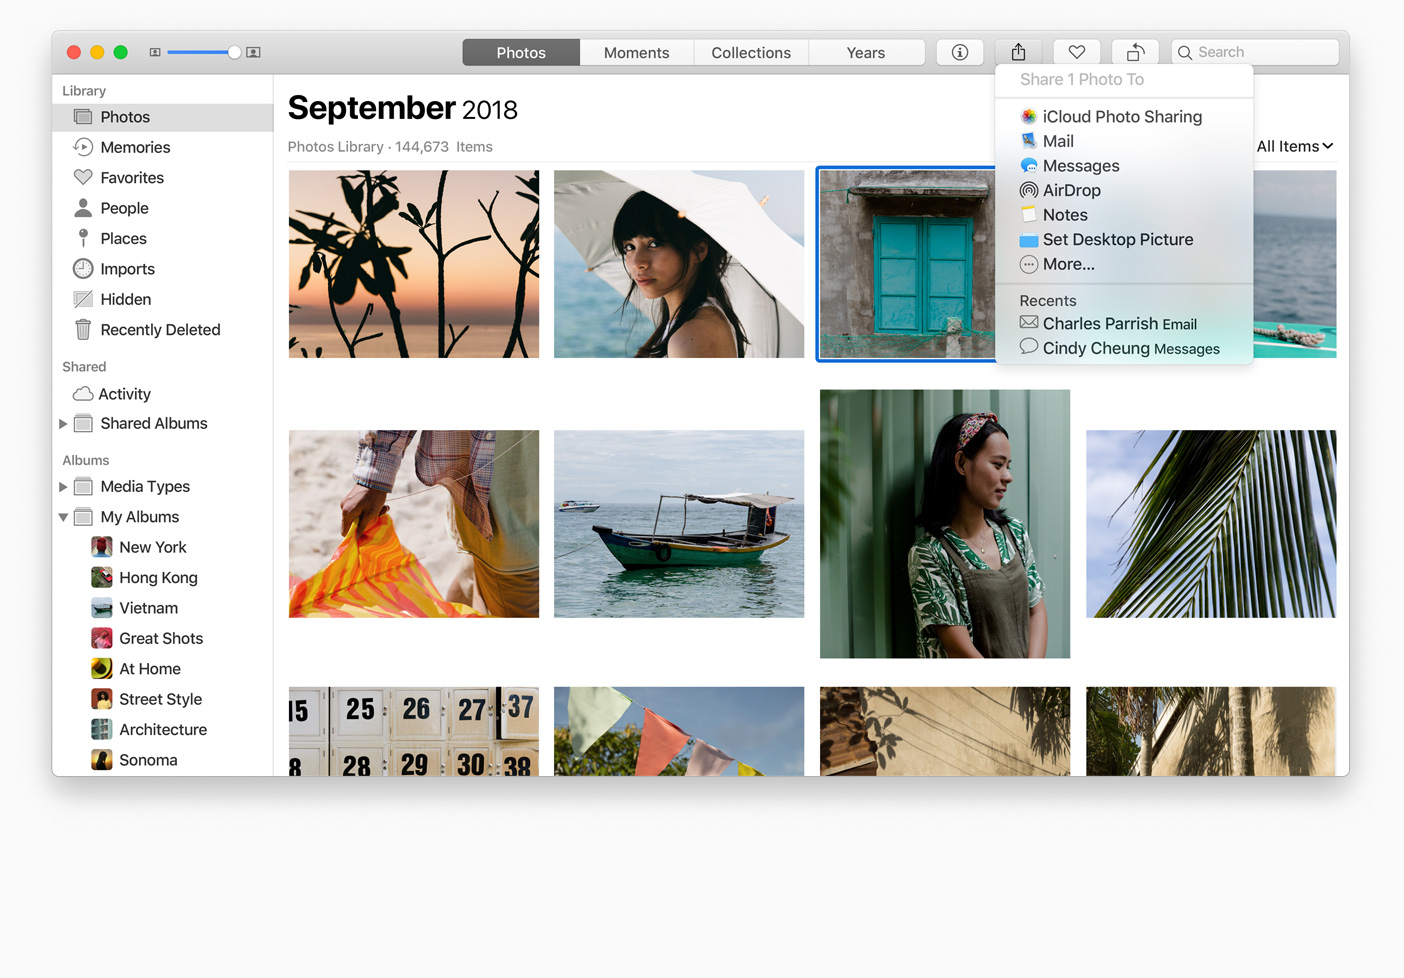 Photos
Moments
Collections
Years
Search
Library
Photos
Memories
Favorites
People
Places
Imports
Hidden
Recently Deleted
Shared
Activity
Shared Albums
Albums
Media Types
My Albums
New York
Hong Kong
Vietnam
Great Shots
At Home
Street Style
Architecture
Sonoma
September 2018
Photos Library · 144,673 Items
All Items
Share 1 Photo To
iCloud Photo Sharing
Mail
Messages
AirDrop
Notes
Set Desktop Picture
More...
Recents
Charles Parrish Email
Cindy Cheung Messages
15 25 26 27 37
8 28 29 30 38